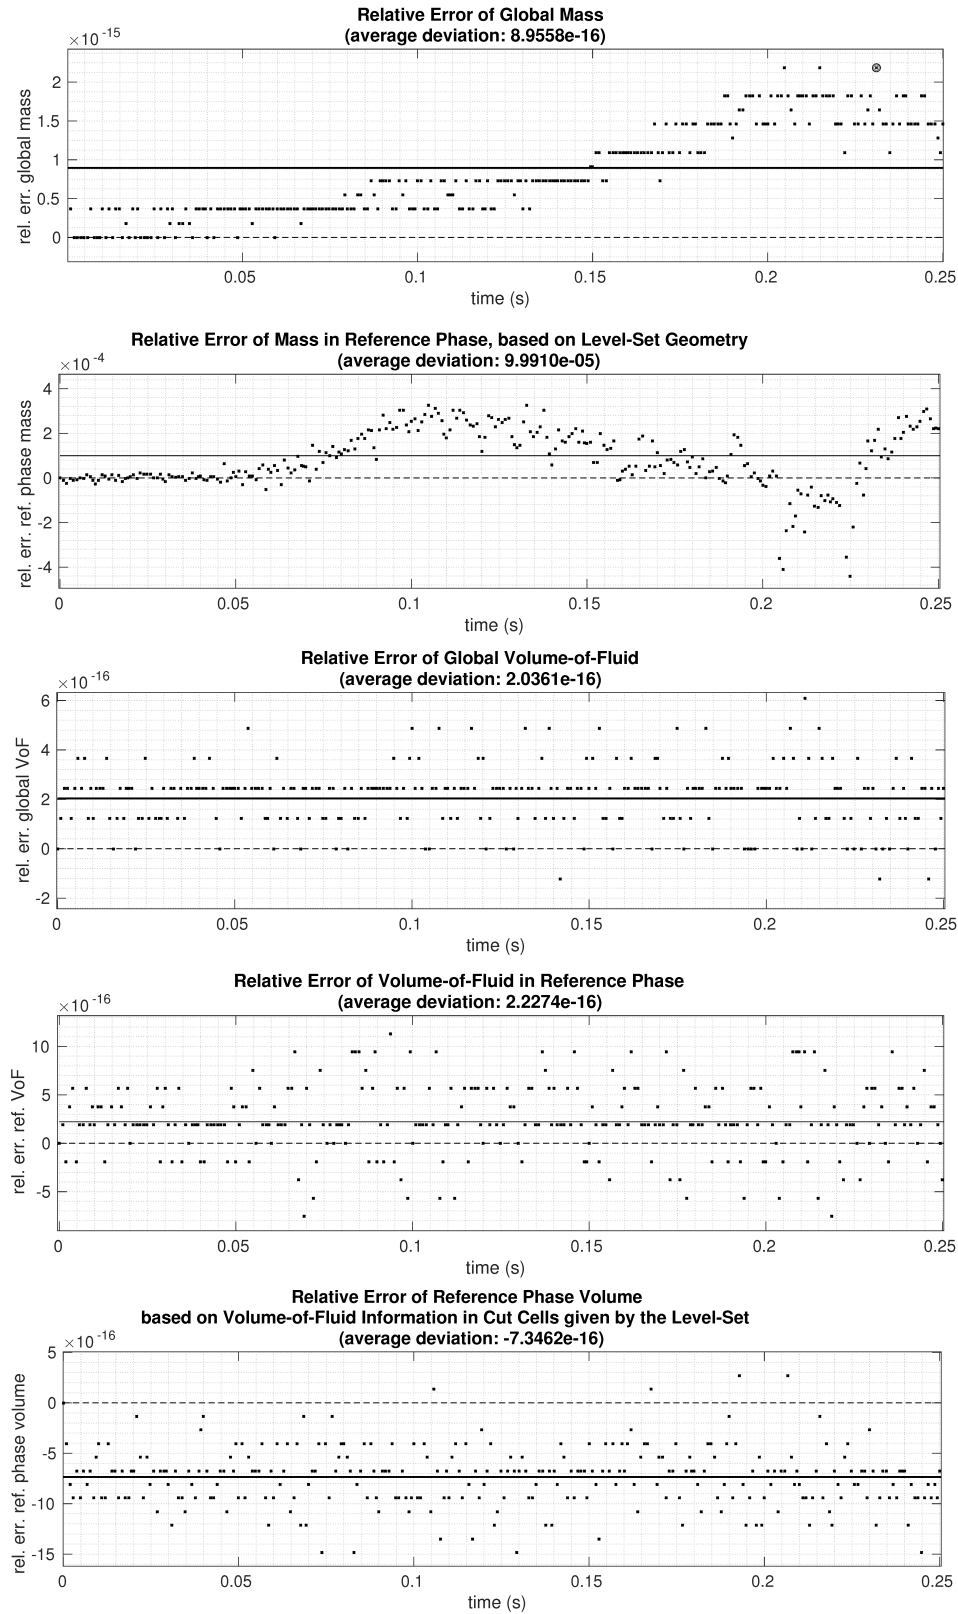 Relative Error of Global Mass
(average deviation: 8.9558e-16)
×10^-15
rel. err. global mass
2
1.5
1
0.5
0
0.05 0.1 0.15 0.2 0.25
time (s)
Relative Error of Mass in Reference Phase, based on Level-Set Geometry
(average deviation: 9.9910e-05)
×10^-4
rel. err. ref. phase mass
4
2
0
-2
-4
0 0.05 0.1 0.15 0.2 0.25
time (s)
Relative Error of Global Volume-of-Fluid
(average deviation: 2.0361e-16)
×10^-16
rel. err. global VoF
6
4
2
0
-2
0 0.05 0.1 0.15 0.2 0.25
time (s)
Relative Error of Volume-of-Fluid in Reference Phase
(average deviation: 2.2274e-16)
×10^-16
rel. err. ref. VoF
10
5
0
-5
0 0.05 0.1 0.15 0.2 0.25
time (s)
Relative Error of Reference Phase Volume
based on Volume-of-Fluid Information in Cut Cells given by the Level-Set
(average deviation: -7.3462e-16)
×10^-16
rel. err. ref. phase volume
5
0
-5
-10
-15
0 0.05 0.1 0.15 0.2 0.25
time (s)